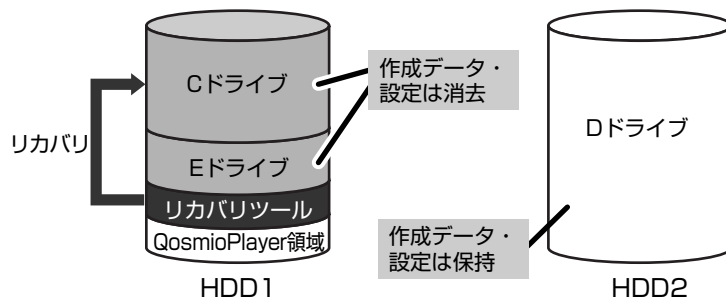 Cドライブ
作成データ・
設定は消去
リカバリ
Eドライブ
リカバリツール
QosmioPlayer領域
HDD1
Dドライブ
作成データ・
設定は保持
HDD2